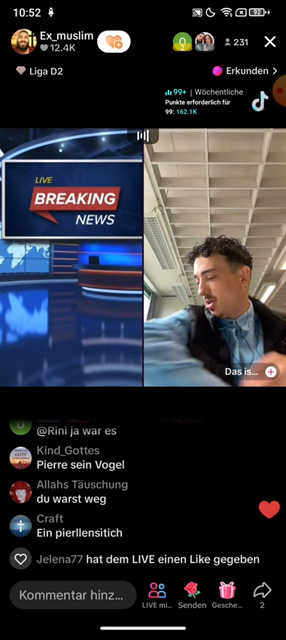 10:52
92
Ex_muslim
12.4K
231
Liga D2
Erkunden
99+ | Wöchentliche
Punkte erforderlich für
99: 162.1K
LIVE
BREAKING
NEWS
Das is...
@Rini ja war es
Kind_Gottes
Pierre sein Vogel
Allahs Täuschung
du warst weg
Craft
Ein pierllensitich
Jelena77 hat dem LIVE einen Like gegeben
Kommentar hinz...
LIVE mi...
Senden
Gesche...
2